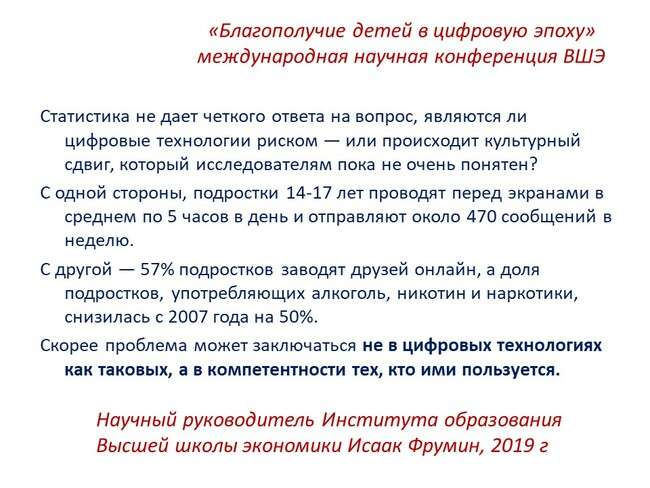 «Благополучие детей в цифровую эпоху»
международная научная конференция ВШЭ
Статистика не дает четкого ответа на вопрос, являются ли
цифровые технологии риском — или происходит культурный
сдвиг, который исследователям пока не очень понятен?
С одной стороны, подростки 14-17 лет проводят перед экранами в
среднем по 5 часов в день и отправляют около 470 сообщений в
неделю.
С другой — 57% подростков заводят друзей онлайн, а доля
подростков, употребляющих алкоголь, никотин и наркотики,
снизилась с 2007 года на 50%.
Скорее проблема может заключаться не в цифровых технологиях
как таковых, а в компетентности тех, кто ими пользуется.
Научный руководитель Института образования
Высшей школы экономики Исаак Фрумин, 2019 г